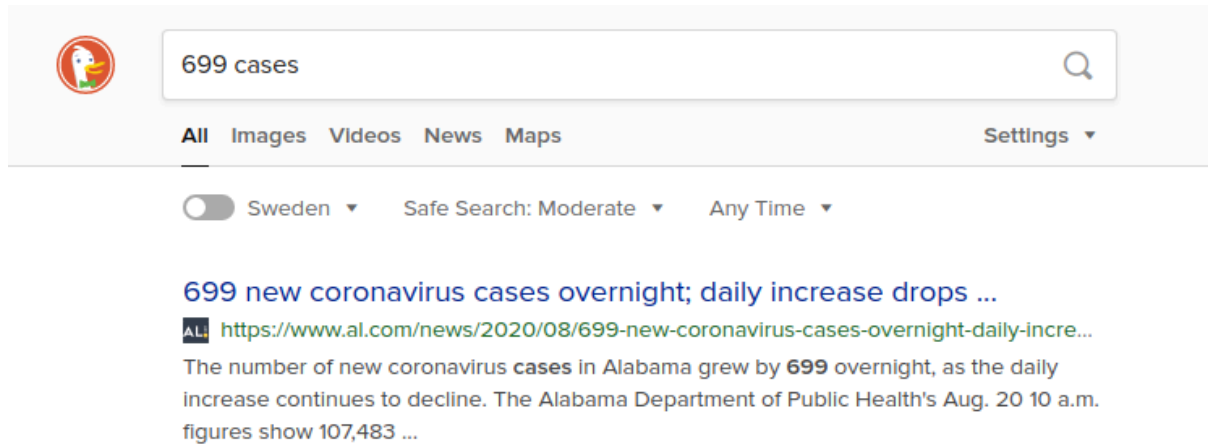 699 cases
All Images Videos News Maps Settings ▼
Sweden ▼ Safe Search: Moderate ▼ Any Time ▼
699 new coronavirus cases overnight; daily increase drops ...
AL. https://www.al.com/news/2020/08/699-new-coronavirus-cases-overnight-daily-incre...
The number of new coronavirus cases in Alabama grew by 699 overnight, as the daily
increase continues to decline. The Alabama Department of Public Health's Aug. 20 10 a.m.
figures show 107,483 ...